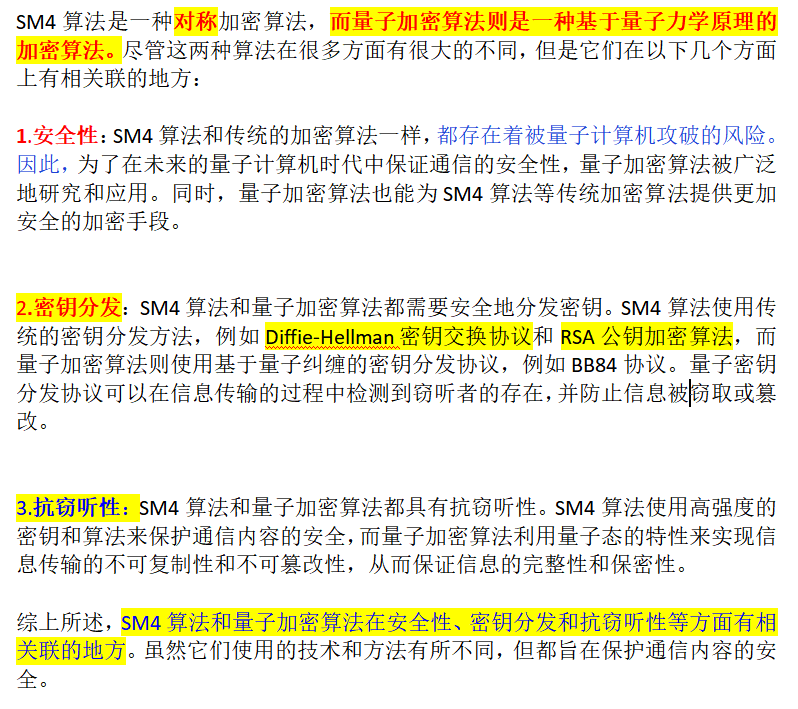 SM4 算法是一种对称加密算法，而量子加密算法则是一种基于量子力学原理的
加密算法。尽管这两种算法在很多方面有很大的不同，但是它们在以下几个方面
上有相关联的地方：
1.安全性：SM4 算法和传统的加密算法一样，都存在着被量子计算机攻破的风险。
因此，为了在未来的量子计算机时代中保证通信的安全性，量子加密算法被广泛
地研究和应用。同时，量子加密算法也能为 SM4 算法等传统加密算法提供更加
安全的加密手段。
2.密钥分发：SM4 算法和量子加密算法都需要安全地分发密钥。SM4 算法使用传
统的密钥分发方法，例如 Diffie-Hellman 密钥交换协议和 RSA 公钥加密算法，而
量子加密算法则使用基于量子纠缠的密钥分发协议，例如 BB84 协议。量子密钥
分发协议可以在信息传输的过程中检测到窃听者的存在，并防止信息被窃取或篡
改。
3.抗窃听性：SM4 算法和量子加密算法都具有抗窃听性。SM4 算法使用高强度的
密钥和算法来保护通信内容的安全，而量子加密算法利用量子态的特性来实现信
息传输的不可复制性和不可篡改性，从而保证信息的完整性和保密性。
综上所述，SM4 算法和量子加密算法在安全性、密钥分发和抗窃听性等方面有相
关联的地方。虽然它们使用的技术和方法有所不同，但都旨在保护通信内容的安
全。